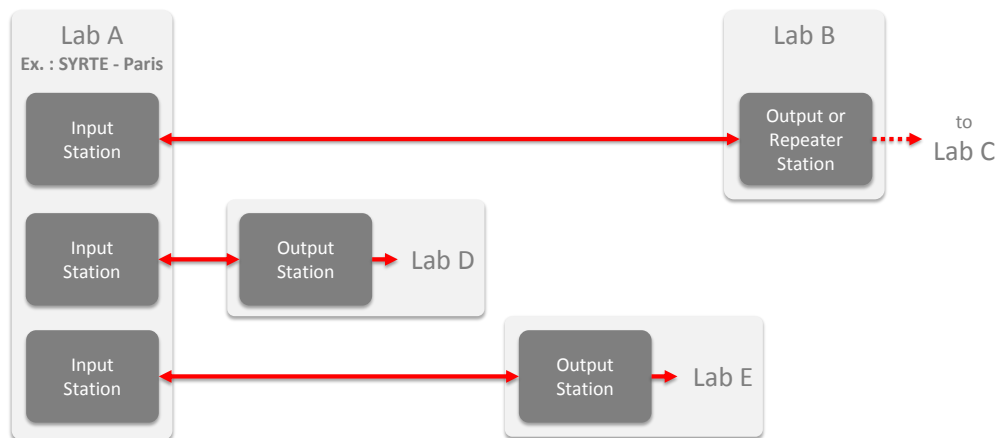 Lab A
Ex. : SYRTE - Paris
Input
Station
Lab B
Output or
Repeater
Station
to
Lab C
Input
Station
Output
Station
Lab D
Input
Station
Output
Station
Lab E